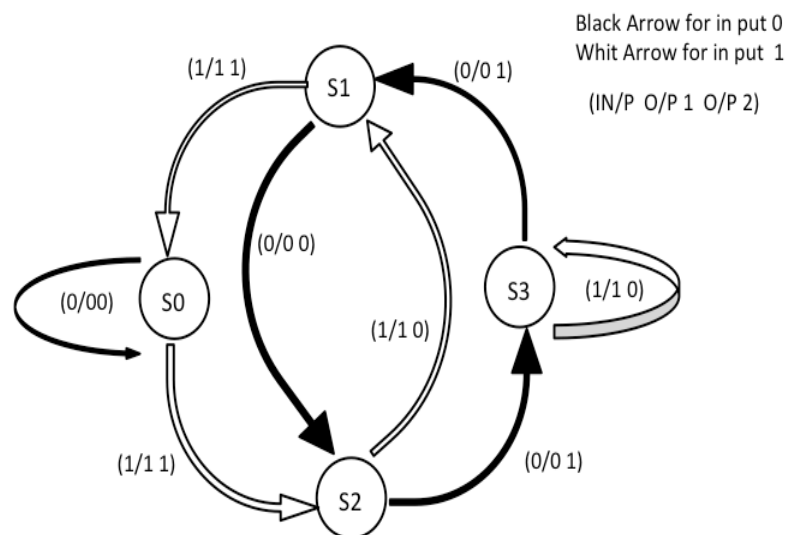 Black Arrow for in put 0
Whit Arrow for in put 1
(IN/P O/P 1 O/P 2)
(1/1 1)
S1
(0/0 1)
(0/0 0)
(0/00)
S0
S3
(1/1 0)
(1/1 0)
(1/1 1)
(0/0 1)
S2